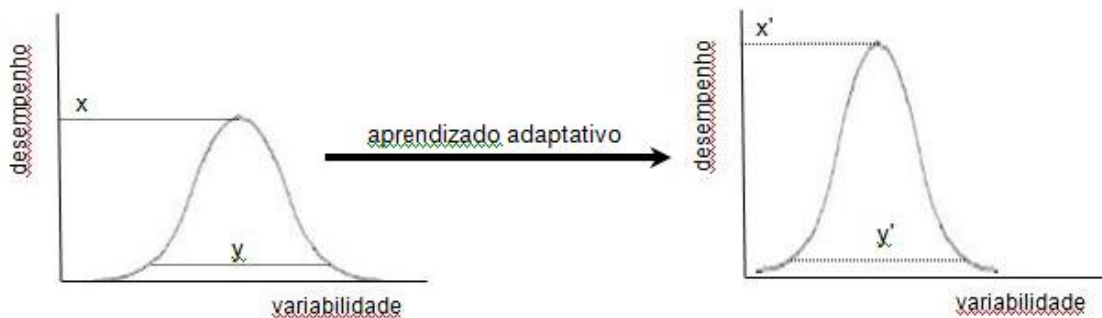 desempenho
x
y
variabilidade
aprendizado adaptativo
desempenho
x'
y'
variabilidade